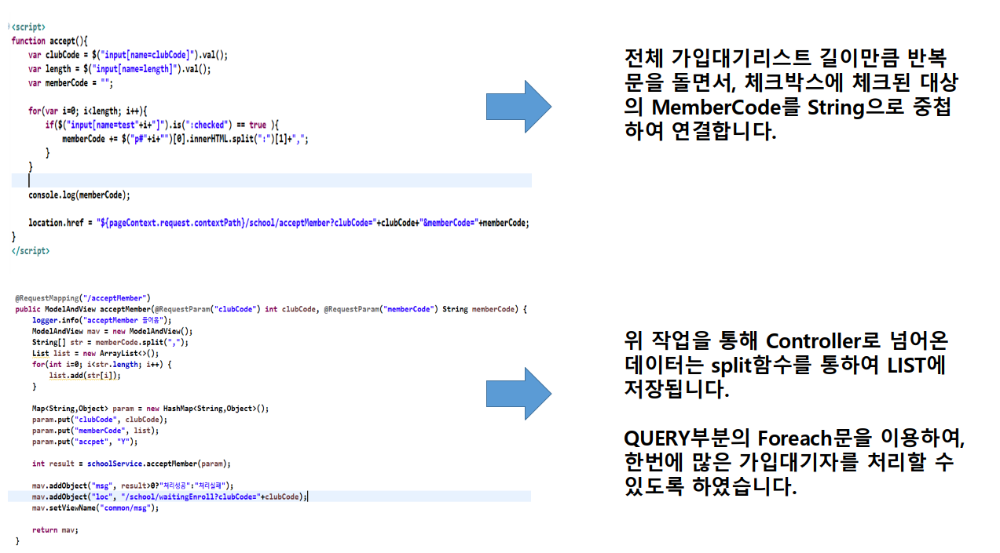 <script>
function accept(){
var clubCode = $("input[name=clubCode]").val();
var length = $("input[name=length]").val();
var memberCode = "";
for(var i=0; i<length; i++){
if($("input[name=test"+i+"]").is(":checked") == true ){
memberCode += $("p#"+i+"")[0].innerHTML.split(":")[1]+",";
}
}
console.log(memberCode);
location.href = "${pageContext.request.contextPath}/school/acceptMember?clubCode="+clubCode+"&memberCode="+memberCode;
}
</script>
전체 가입대기리스트 길이만큼 반복
문을 돌면서, 체크박스에 체크된 대상
의 MemberCode를 String으로 중첩
하여 연결합니다.
@RequestMapping("/acceptMember")
public ModelAndView acceptMember(@RequestParam("clubCode") int clubCode, @RequestParam("memberCode") String memberCode) {
logger.info("acceptMember 들어옴");
ModelAndView mav = new ModelAndView();
String[] str = memberCode.split(",");
List list = new ArrayList<>();
for(int i=0; i<str.length; i++) {
list.add(str[i]);
}
Map<String,Object> param = new HashMap<String,Object>();
param.put("clubCode", clubCode);
param.put("memberCode", list);
param.put("accpet", "Y");
int result = schoolService.acceptMember(param);
mav.addObject("msg", result>0?"처리성공":"처리실패");
mav.addObject("loc", "/school/waitingEnroll?clubCode="+clubCode);
mav.setViewName("common/msg");
return mav;
}
위 작업을 통해 Controller로 넘어온
데이터는 split함수를 통하여 LIST에
저장됩니다.
QUERY부분의 Foreach문을 이용하여,
한번에 많은 가입대기자를 처리할 수
있도록 하였습니다.